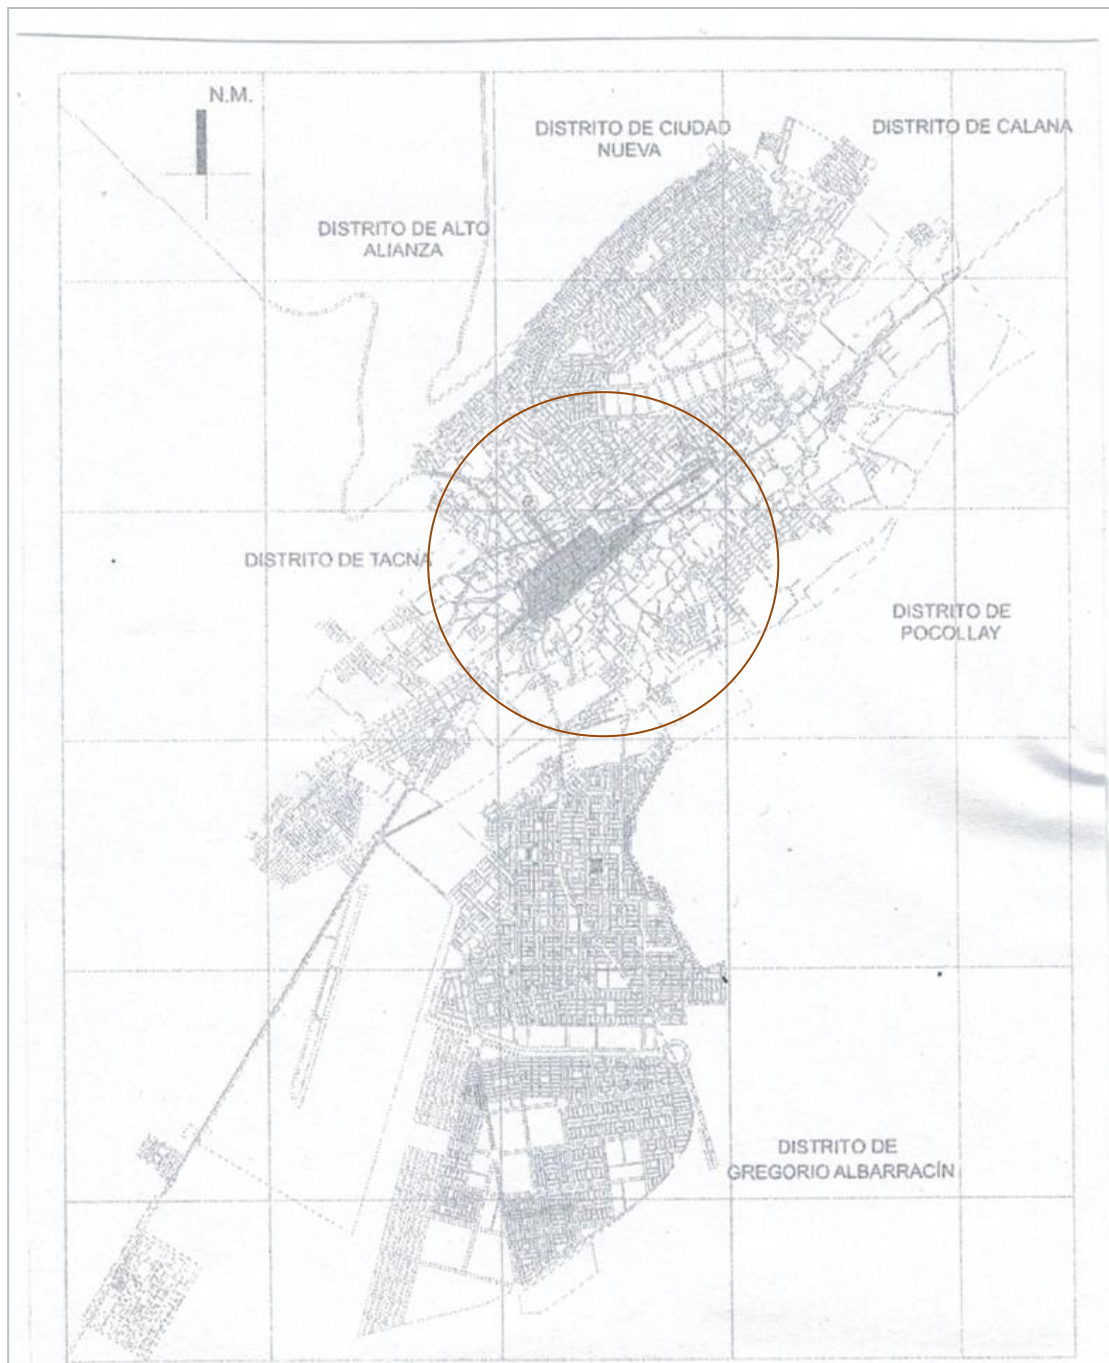 N.M.
DISTRITO DE CIUDAD
NUEVA
DISTRITO DE CALANA
DISTRITO DE ALTO
ALIANZA
DISTRITO DE TACNA
DISTRITO DE
POCOLLAY
DISTRITO DE
GREGORIO ALBARRACÍN